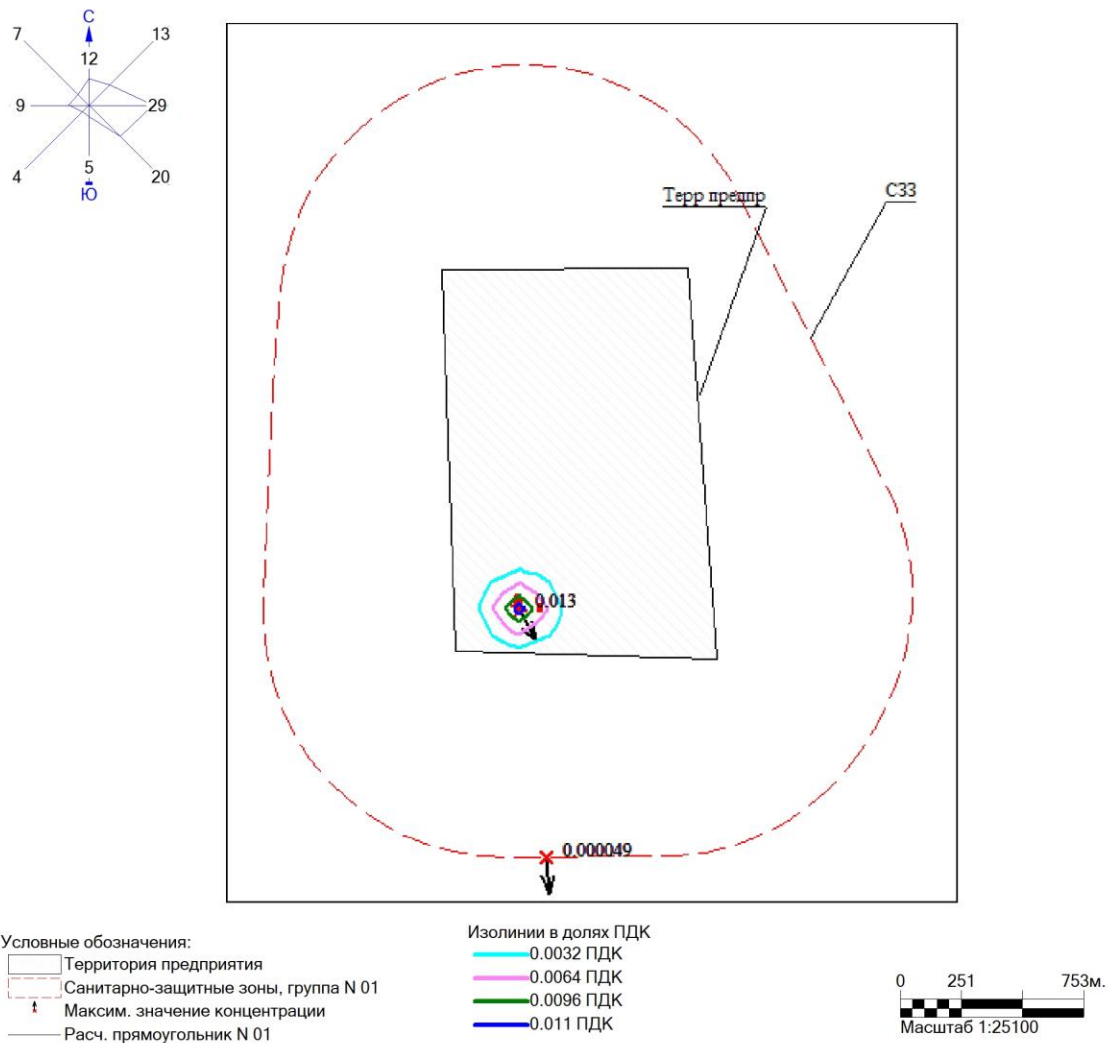 С
7
13
12
9
29
4
5
20
Ю
Терр предпр
СЗЗ
0.013
0.000049
Условные обозначения:
Территория предприятия
Санитарно-защитные зоны, группа N 01
Максим. значение концентрации
Расч. прямоугольник N 01
Изолинии в долях ПДК
0.0032 ПДК
0.0064 ПДК
0.0096 ПДК
0.011 ПДК
0 251 753м.
Масштаб 1:25100